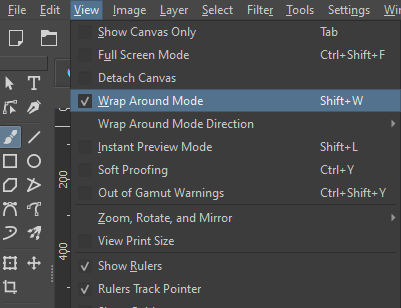 File Edit View Image Layer Select Filter Tools Settings
Show Canvas Only Tab
Full Screen Mode Ctrl+Shift+F
Detach Canvas
Wrap Around Mode Shift+W
Wrap Around Mode Direction
Instant Preview Mode Shift+L
Soft Proofing Ctrl+Y
Out of Gamut Warnings Ctrl+Shift+Y
Zoom, Rotate, and Mirror
View Print Size
Show Rulers
Rulers Track Pointer
200
400